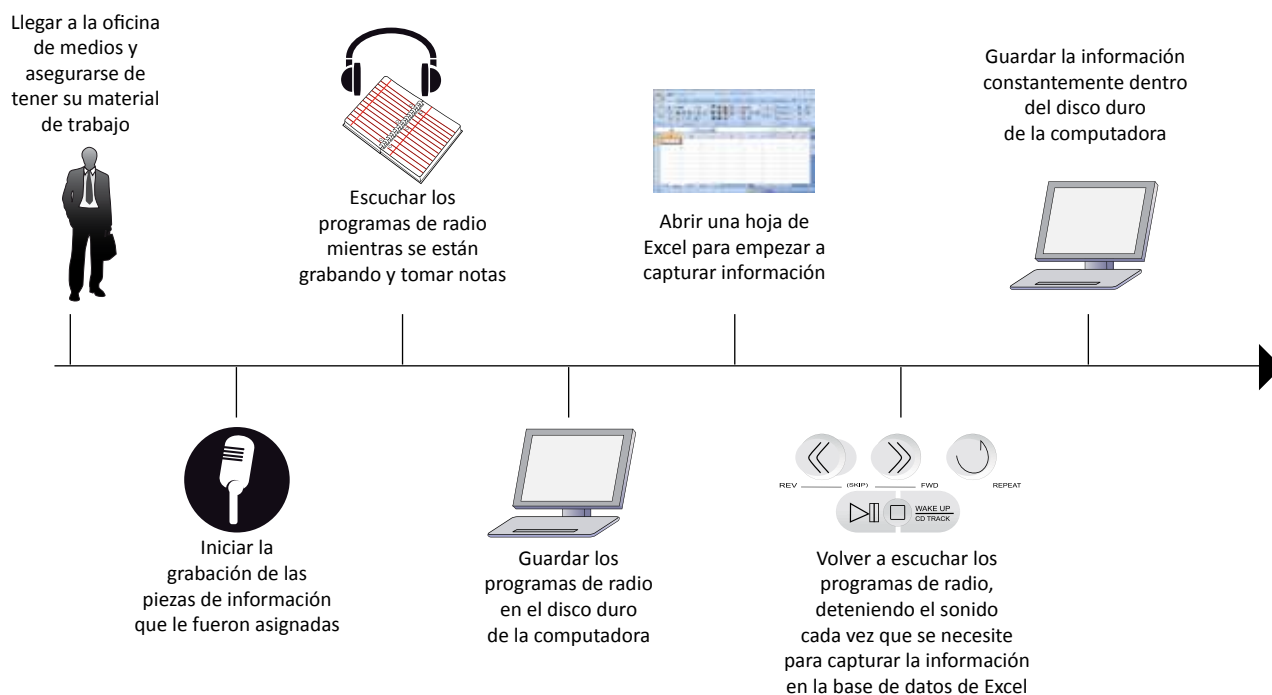 Llegar a la oficina
de medios y
asegurarse de
tener su material
de trabajo
Iniciar la
grabación de las
piezas de información
que le fueron asignadas
Escuchar los
programas de radio
mientras se están
grabando y tomar notas
Guardar los
programas de radio
en el disco duro
de la computadora
Abrir una hoja de
Excel para empezar a
capturar información
REV (SKIP) FWD REPEAT
WAKE UP
CD TRACK
Volver a escuchar los
programas de radio,
deteniendo el sonido
cada vez que se necesite
para capturar la información
en la base de datos de Excel
Guardar la información
constantemente dentro
del disco duro
de la computadora